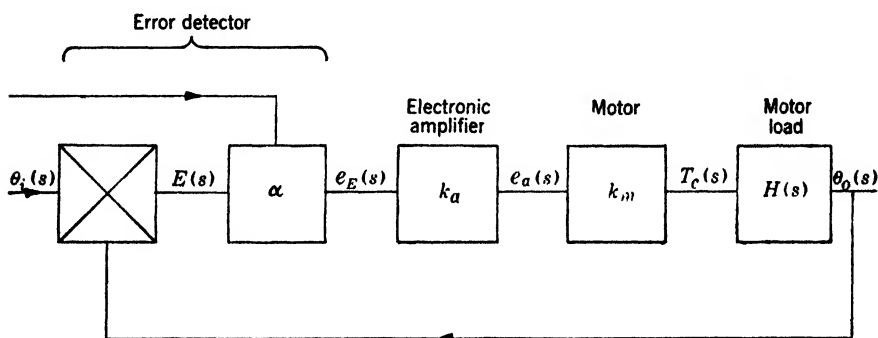 Error detector
Electronic
amplifier
Motor
Motor
load
θi(s)
E(s)
α
eE(s)
ka
ea(s)
km
Tc(s)
H(s)
θo(s)